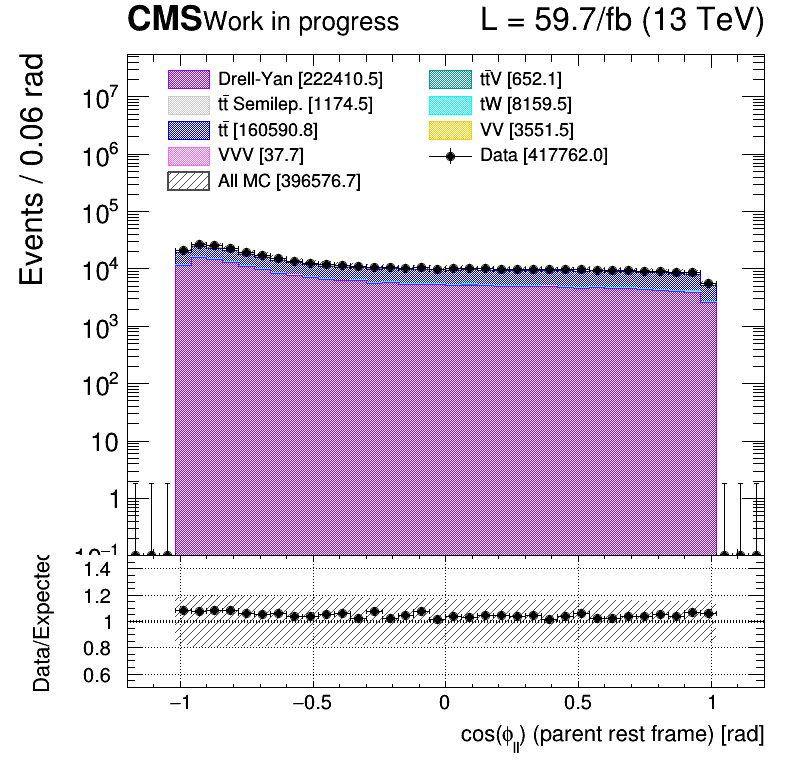 CMS Work in progress L = 59.7/fb (13 TeV)
Events / 0.06 rad
Drell-Yan [222410.5]
tt̄V [652.1]
tt̄ Semilep. [1174.5]
tW [8159.5]
tt̄ [160590.8]
VV [3551.5]
VVV [37.7]
Data [417762.0]
All MC [396576.7]
10⁷
10⁶
10⁵
10⁴
10³
10²
10
1
10⁻¹
Data/Expected
1.4
1.2
1
0.8
0.6
−1 −0.5 0 0.5 1
cos(ϕ_ll) (parent rest frame) [rad]